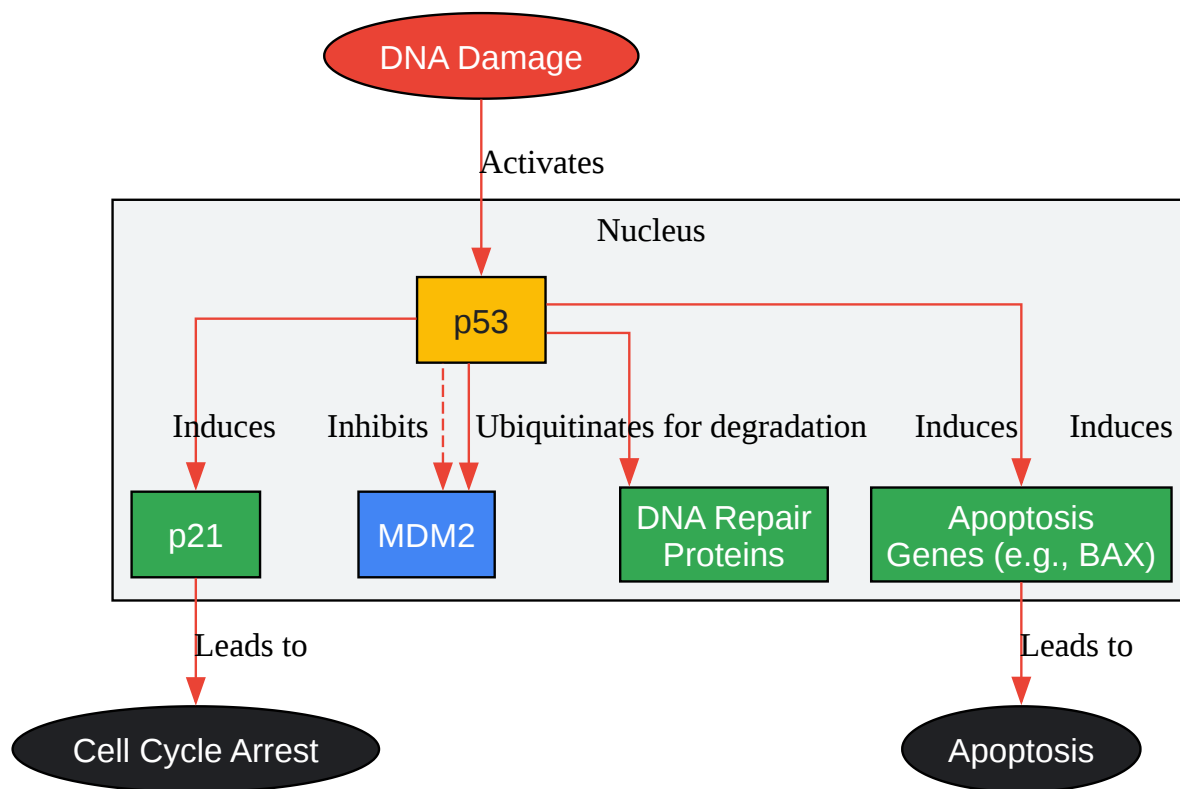 DNA Damage
Activates
Nucleus
p53
Induces
Inhibits
Ubiquitinates for degradation
Induces
Induces
p21
MDM2
DNA Repair
Proteins
Apoptosis
Genes (e.g., BAX)
Leads to
Leads to
Cell Cycle Arrest
Apoptosis